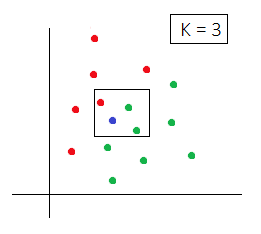 K = 3